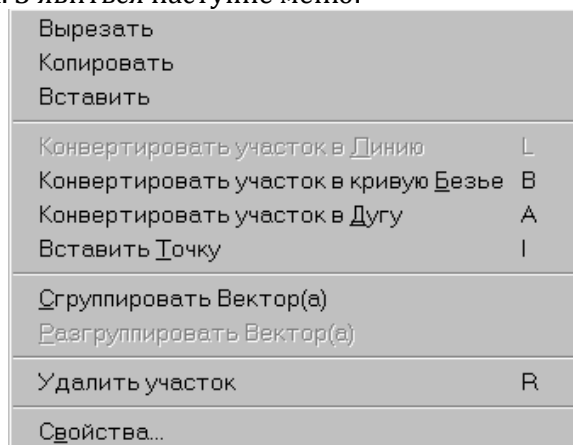 З'явиться наступне меню:
Вырезать
Копировать
Вставить
Конвертировать участок в Линию L
Конвертировать участок в кривую Безье B
Конвертировать участок в Дугу A
Вставить Точку I
Сгруппировать Вектор(а)
Разгруппировать Вектор(а)
Удалить участок R
Свойства...